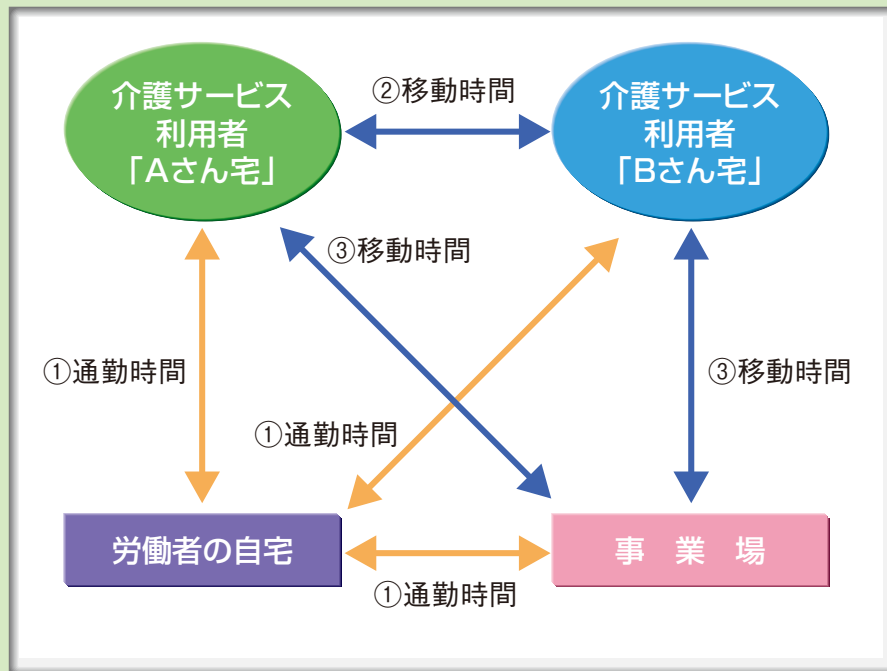 介護サービス
利用者
「Aさん宅」
②移動時間
介護サービス
利用者
「Bさん宅」
③移動時間
①通勤時間
③移動時間
①通勤時間
労働者の自宅
事 業 場
①通勤時間